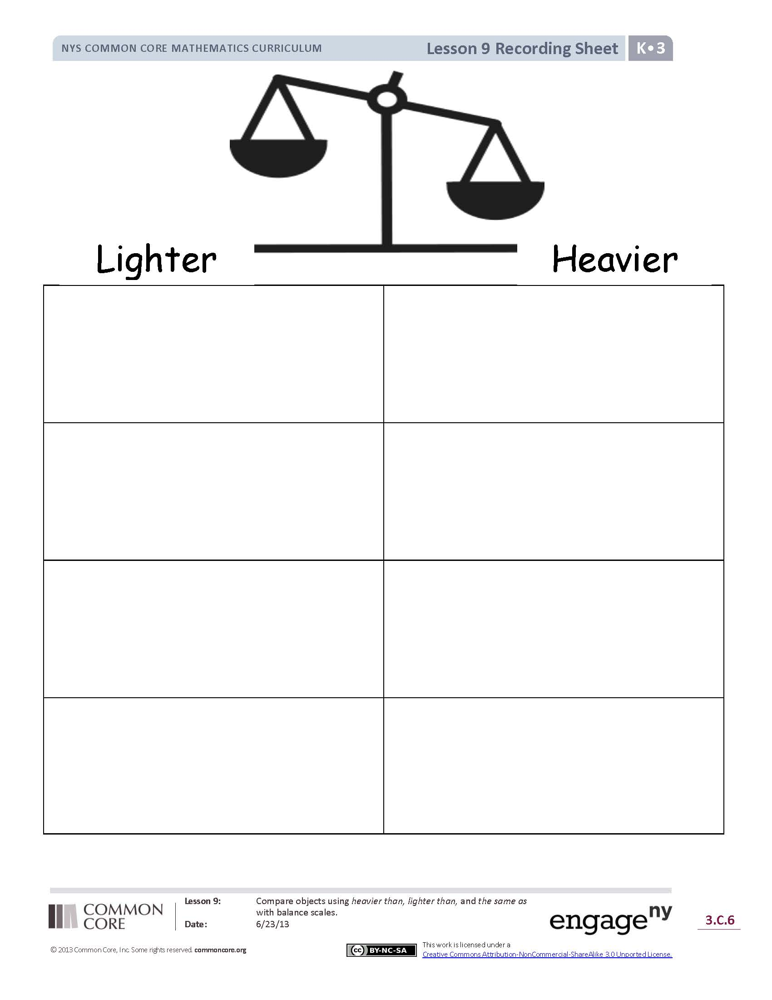 NYS COMMON CORE MATHEMATICS CURRICULUM Lesson 9 Recording Sheet K•3
Lighter Heavier
COMMON
CORE
Lesson 9: Compare objects using heavier than, lighter than, and the same as
with balance scales.
Date: 6/23/13
engageny
3.C.6
© 2013 Common Core, Inc. Some rights reserved. commoncore.org
cc BY-NC-SA
This work is licensed under a
Creative Commons Attribution-NonCommercial-ShareAlike 3.0 Unported License.